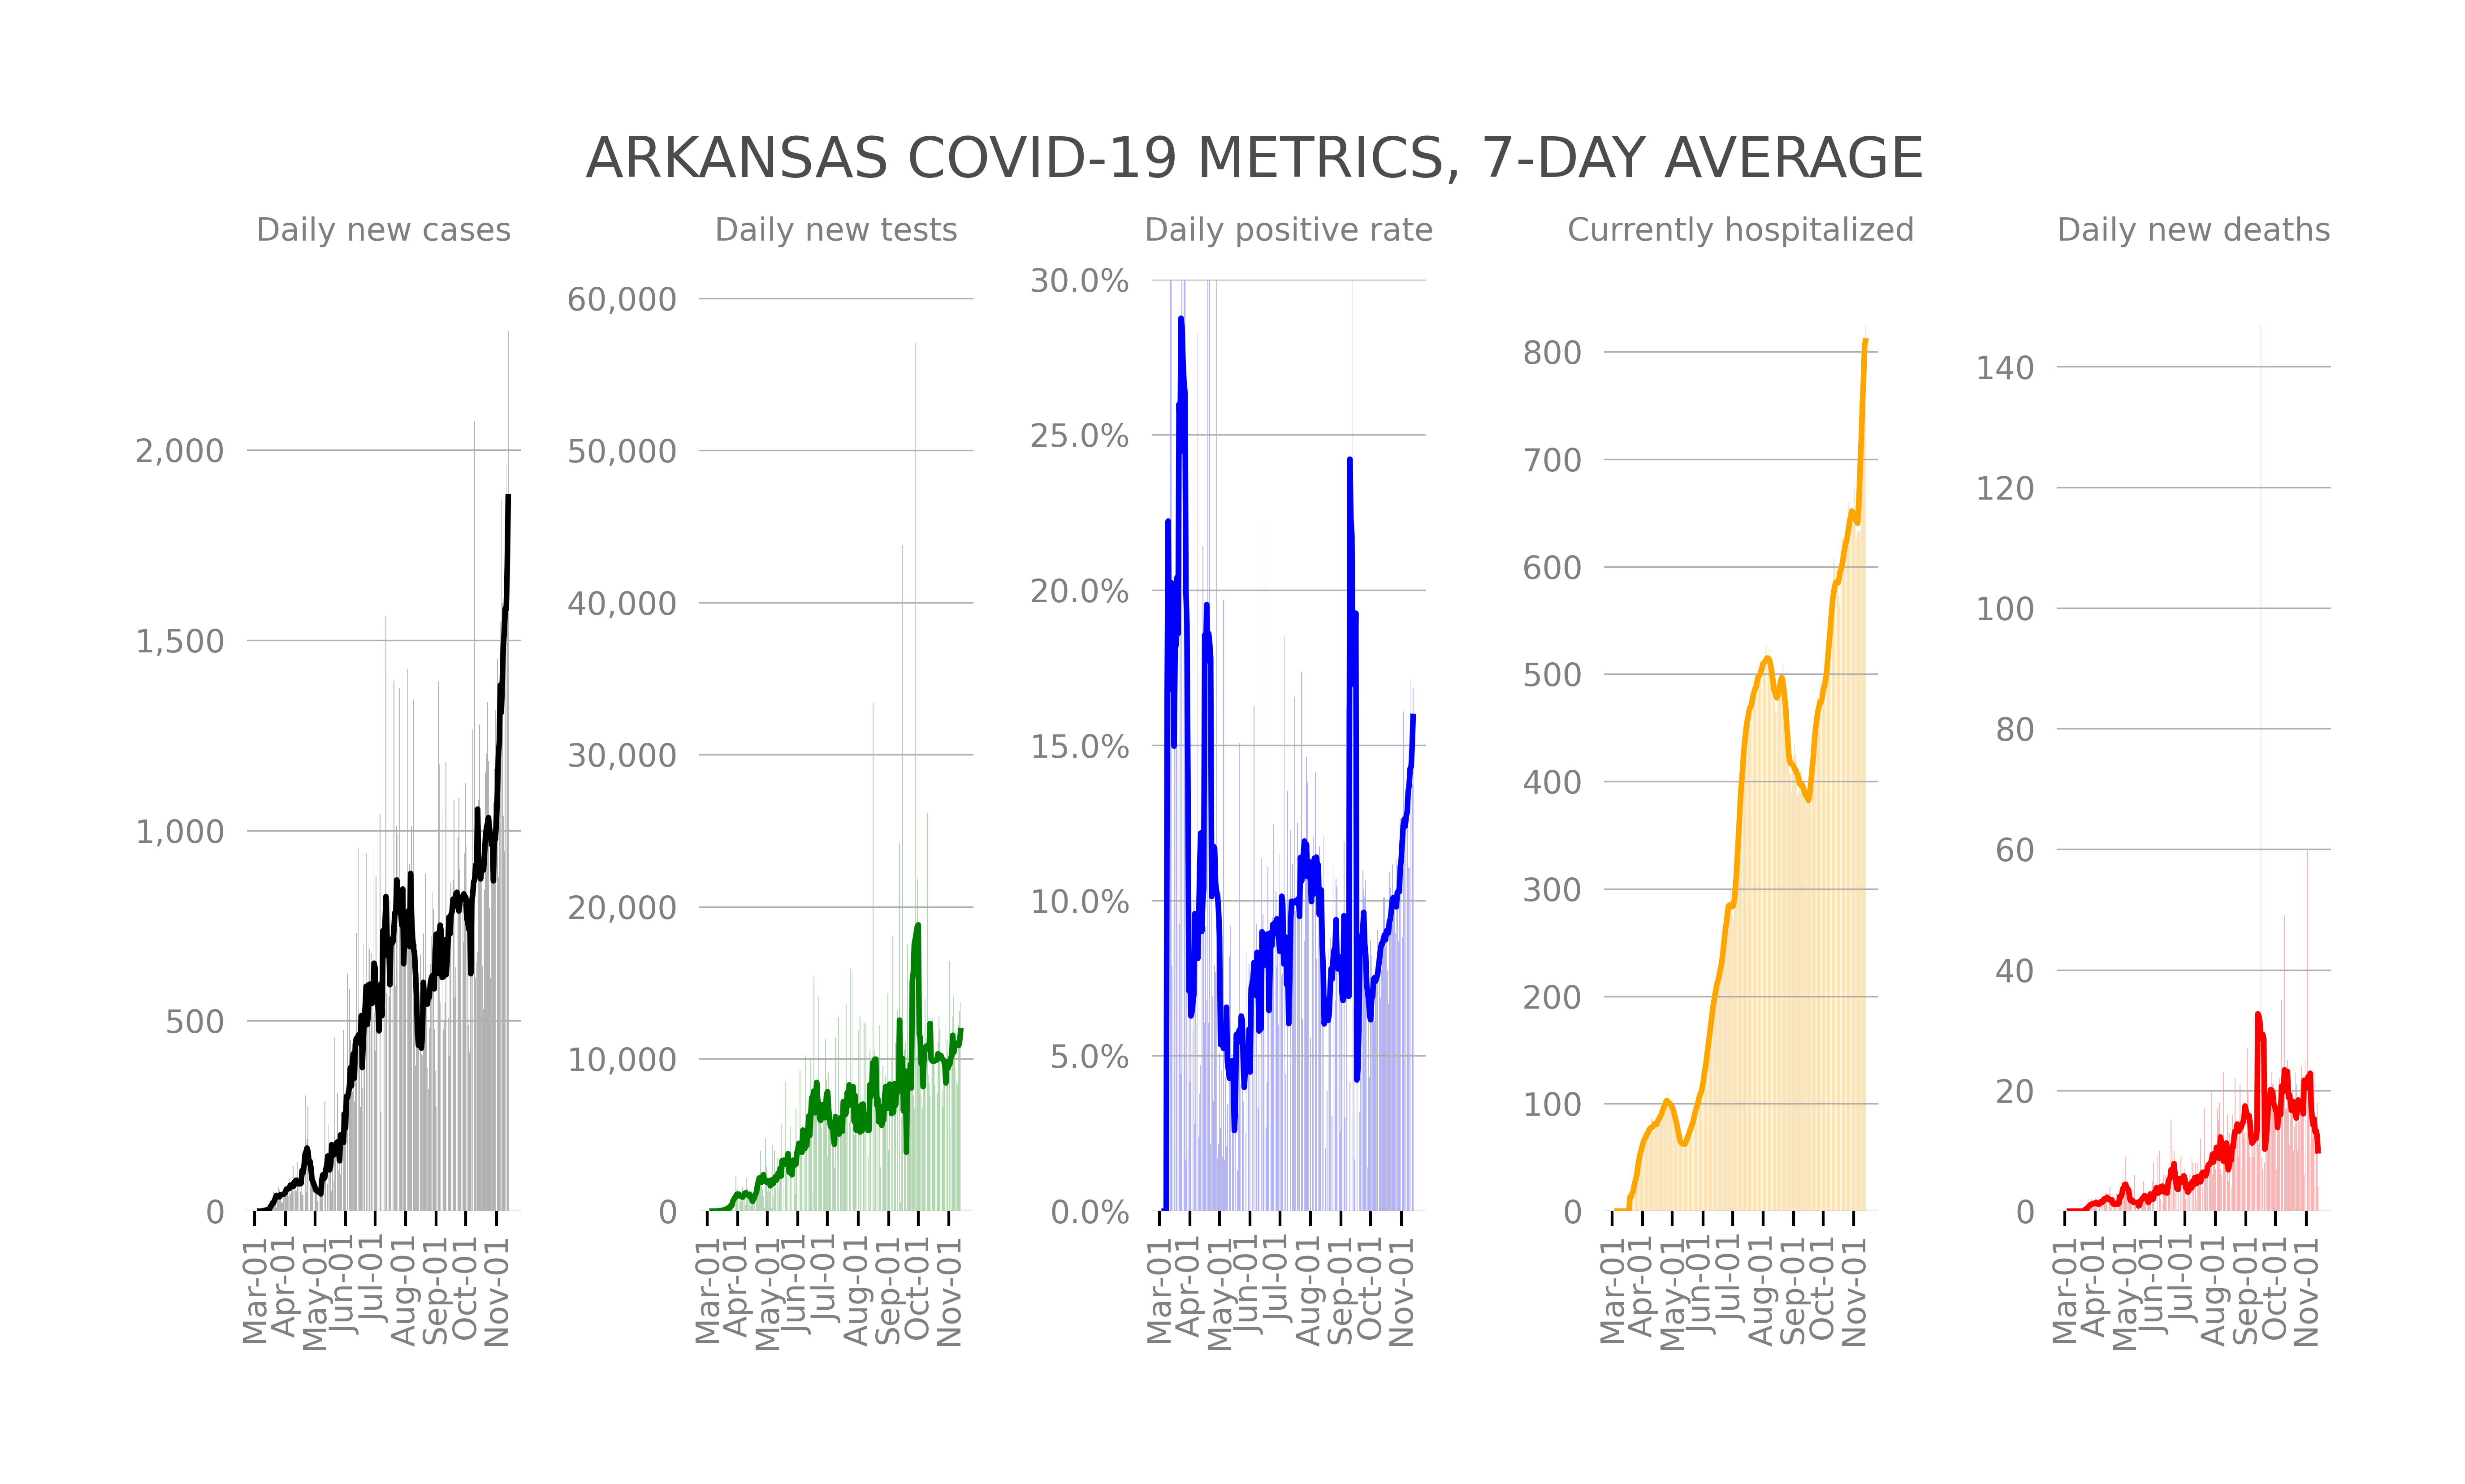 ARKANSAS COVID-19 METRICS, 7-DAY AVERAGE
Daily new cases
2,000
1,500
1,000
500
0
Mar-01
Apr-01
May-01
Jun-01
Jul-01
Aug-01
Sep-01
Oct-01
Nov-01
Daily new tests
60,000
50,000
40,000
30,000
20,000
10,000
0
Mar-01
Apr-01
May-01
Jun-01
Jul-01
Aug-01
Sep-01
Oct-01
Nov-01
Daily positive rate
30.0%
25.0%
20.0%
15.0%
10.0%
5.0%
0.0%
Mar-01
Apr-01
May-01
Jun-01
Jul-01
Aug-01
Sep-01
Oct-01
Nov-01
Currently hospitalized
800
700
600
500
400
300
200
100
0
Mar-01
Apr-01
May-01
Jun-01
Jul-01
Aug-01
Sep-01
Oct-01
Nov-01
Daily new deaths
140
120
100
80
60
40
20
0
Mar-01
Apr-01
May-01
Jun-01
Jul-01
Aug-01
Sep-01
Oct-01
Nov-01